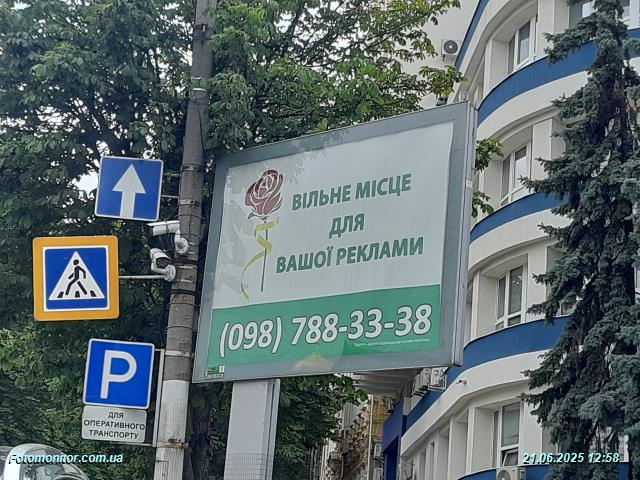 ВІЛЬНЕ МІСЦЕ
ДЛЯ
ВАШОЇ РЕКЛАМИ
(098) 788-33-38
P
ДЛЯ
ОПЕРАТИВНОГО
ТРАНСПОРТУ
Fotomonitor.com.ua
21.06.2025 12:58